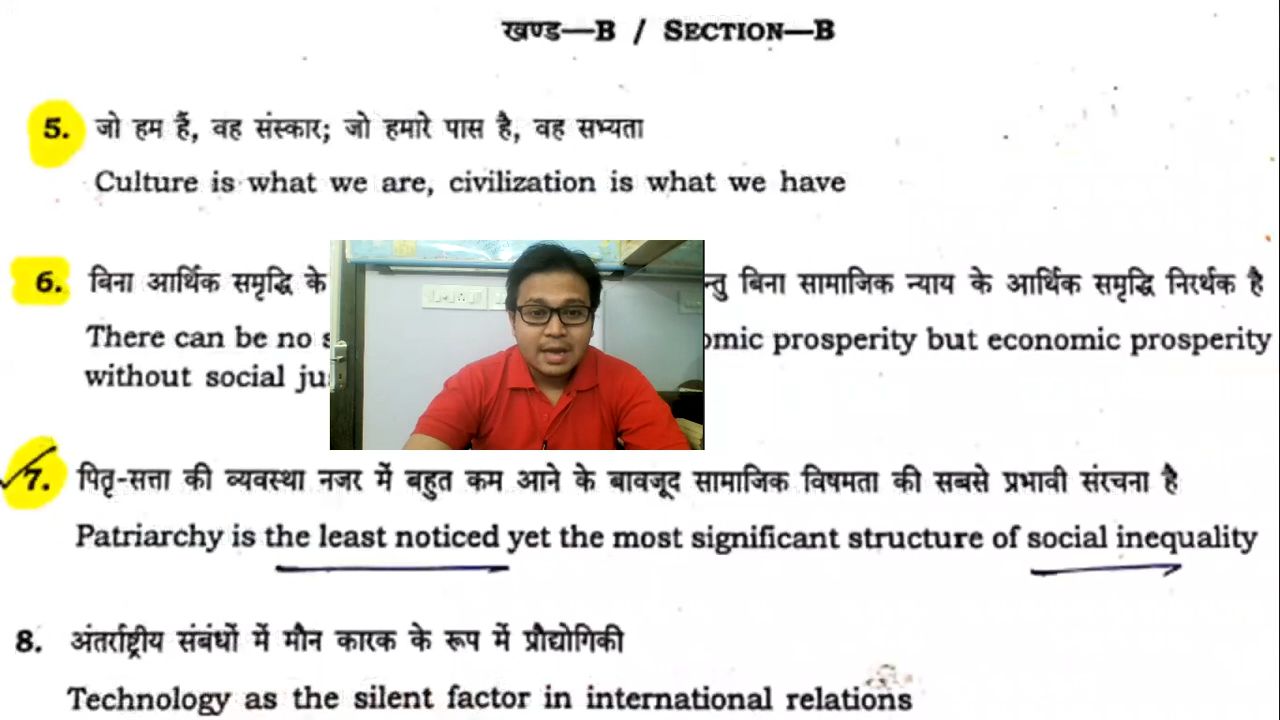 खण्ड—B / SECTION—B
5. जो हम हैं, वह संस्कार; जो हमारे पास है, वह सभ्यता
Culture is what we are, civilization is what we have
6. बिना आर्थिक समृद्धि के
बिना सामाजिक न्याय के आर्थिक समृद्धि निरर्थक है
There can be no
prosperity but economic prosperity
without social
7. पितृ-सत्ता की व्यवस्था नजर में बहुत कम आने के बावजूद सामाजिक विषमता की सबसे प्रभावी संरचना है
Patriarchy is the least noticed yet the most significant structure of social inequality
8. अंतर्राष्ट्रीय संबंधों में मौन कारक के रूप में प्रौद्योगिकी
Technology as the silent factor in international relations